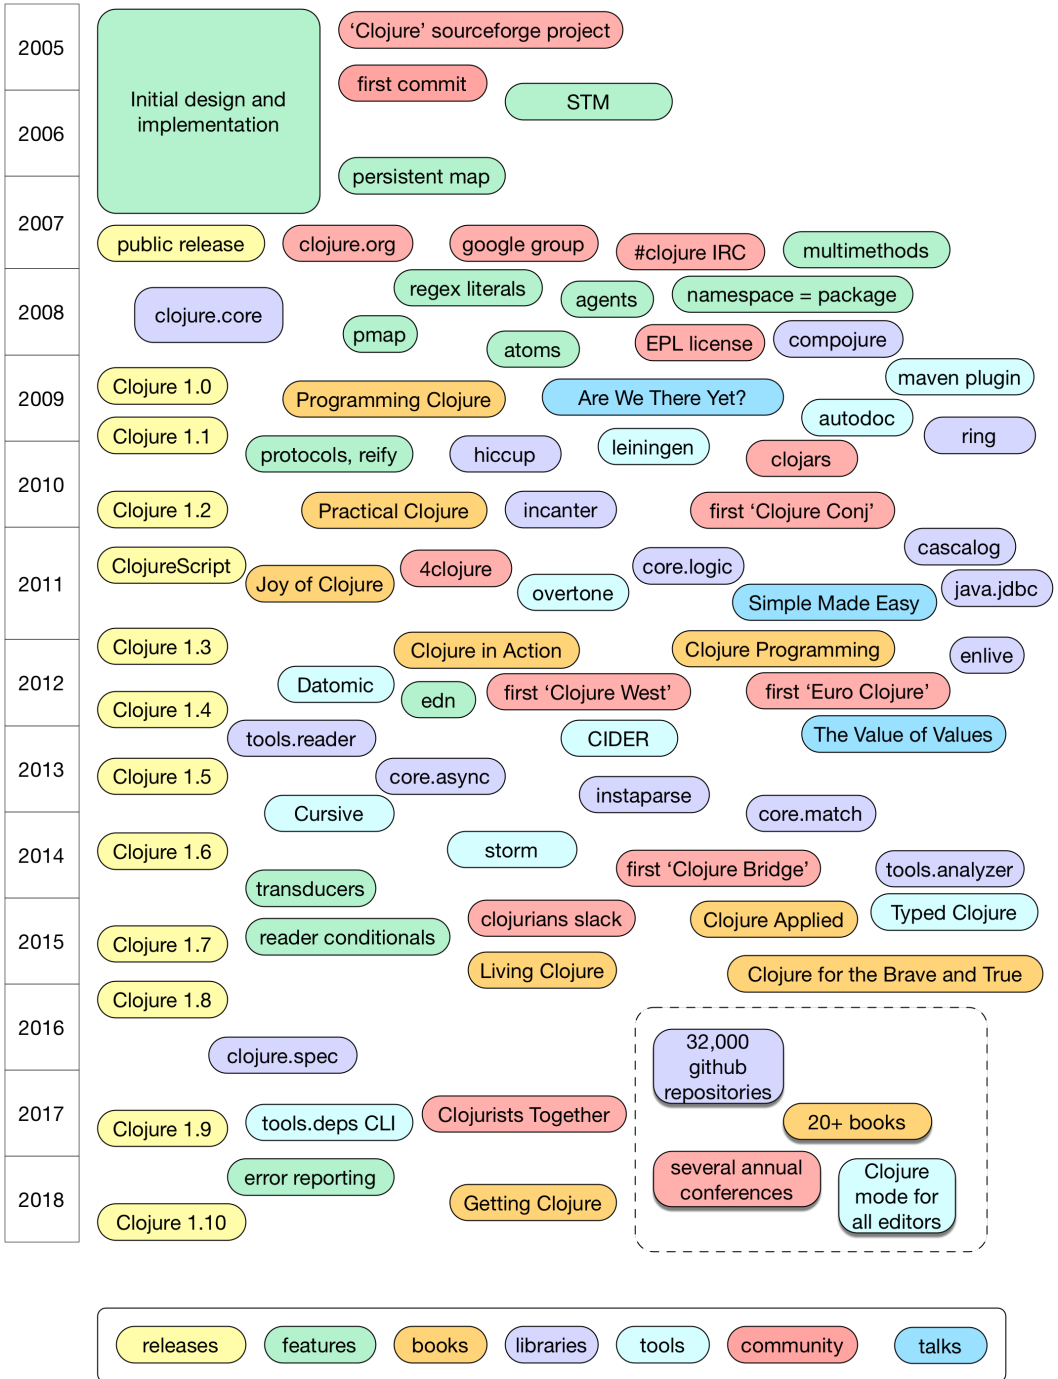 2005
'Clojure' sourceforge project
first commit
Initial design and
implementation
STM
2006
persistent map
2007
public release
clojure.org
google group
#clojure IRC
multimethods
2008
regex literals
agents
namespace = package
clojure.core
pmap
atoms
EPL license
compojure
2009
Clojure 1.0
Programming Clojure
Are We There Yet?
maven plugin
autodoc
Clojure 1.1
ring
protocols, reify
hiccup
leiningen
clojars
2010
Clojure 1.2
Practical Clojure
incanter
first 'Clojure Conj'
2011
ClojureScript
Joy of Clojure
4clojure
overtone
core.logic
cascalog
Simple Made Easy
java.jdbc
Clojure 1.3
Clojure in Action
Clojure Programming
enlive
2012
Datomic
edn
first 'Clojure West'
first 'Euro Clojure'
Clojure 1.4
tools.reader
CIDER
The Value of Values
2013
Clojure 1.5
core.async
instaparse
Cursive
core.match
2014
Clojure 1.6
storm
first 'Clojure Bridge'
tools.analyzer
transducers
clojurians slack
Clojure Applied
Typed Clojure
2015
Clojure 1.7
reader conditionals
Living Clojure
Clojure for the Brave and True
Clojure 1.8
2016
clojure.spec
32,000
github
repositories
2017
Clojure 1.9
tools.deps CLI
Clojurists Together
20+ books
error reporting
several annual
conferences
Clojure
mode for
all editors
2018
Clojure 1.10
Getting Clojure
releases
features
books
libraries
tools
community
talks